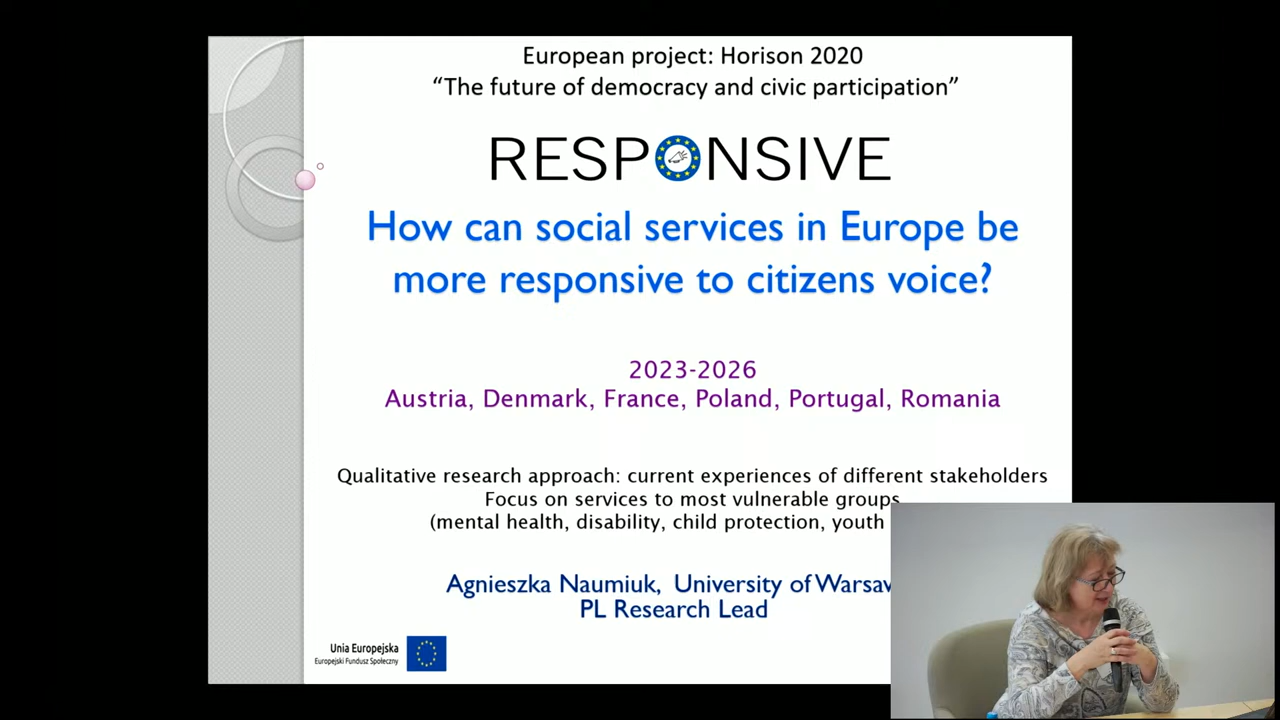 European project: Horison 2020
“The future of democracy and civic participation”
RESPONSIVE
How can social services in Europe be
more responsive to citizens voice?
2023-2026
Austria, Denmark, France, Poland, Portugal, Romania
Qualitative research approach: current experiences of different stakeholders
Focus on services to most vulnerable groups
(mental health, disability, child protection, youth
Agnieszka Naumiuk, University of Warsaw
PL Research Lead
Unia Europejska
Europejski Fundusz Społeczny